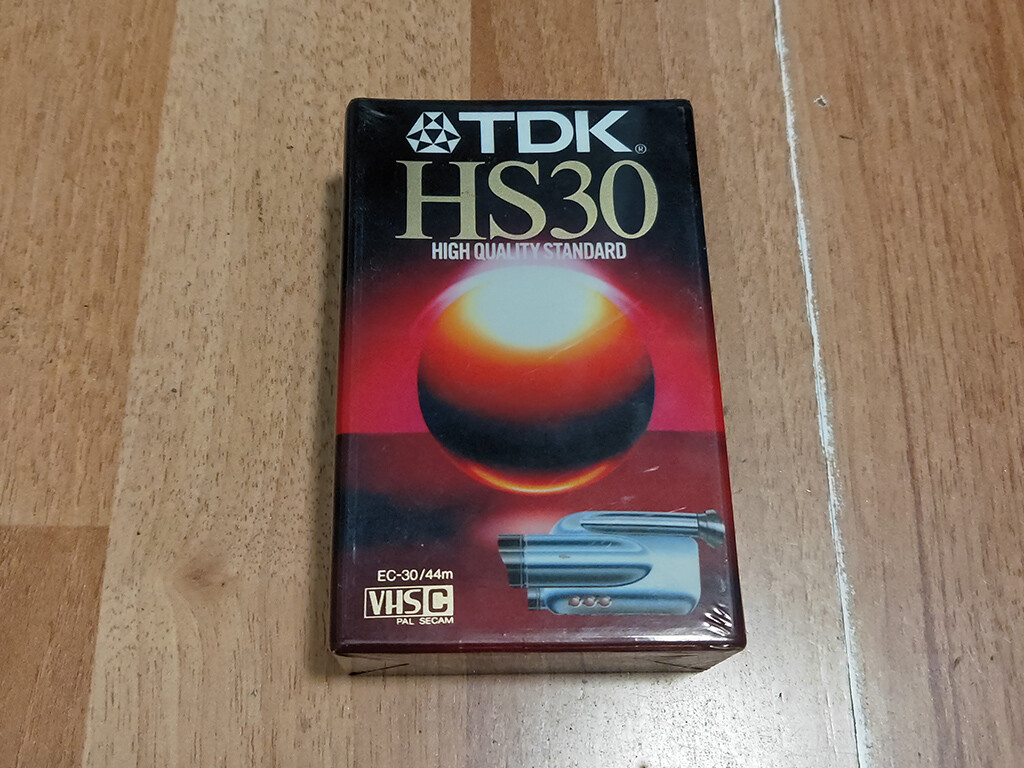 TDK®
HS30
HIGH QUALITY STANDARD
EC-30/44m
VHS C
PAL SECAM